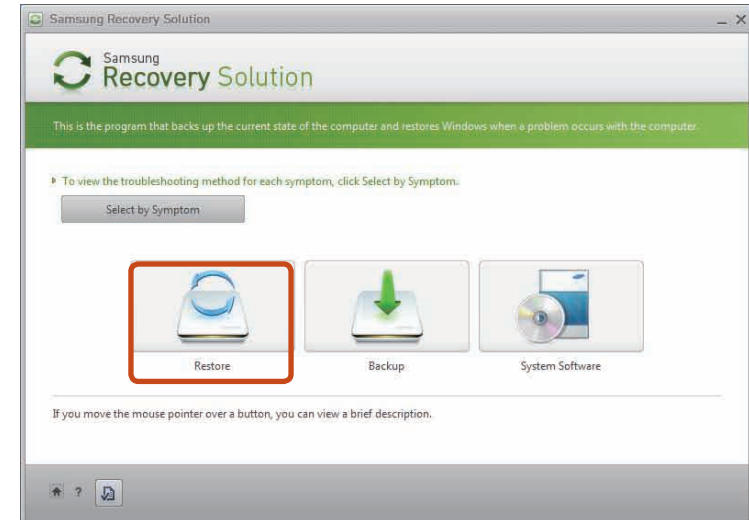 Samsung Recovery Solution
Samsung
Recovery Solution
This is the program that backs up the current state of the computer and restores Windows when a problem occurs with the computer.
To view the troubleshooting method for each symptom, click Select by Symptom.
Select by Symptom
Restore Backup System Software
If you move the mouse pointer over a button, you can view a brief description.
?